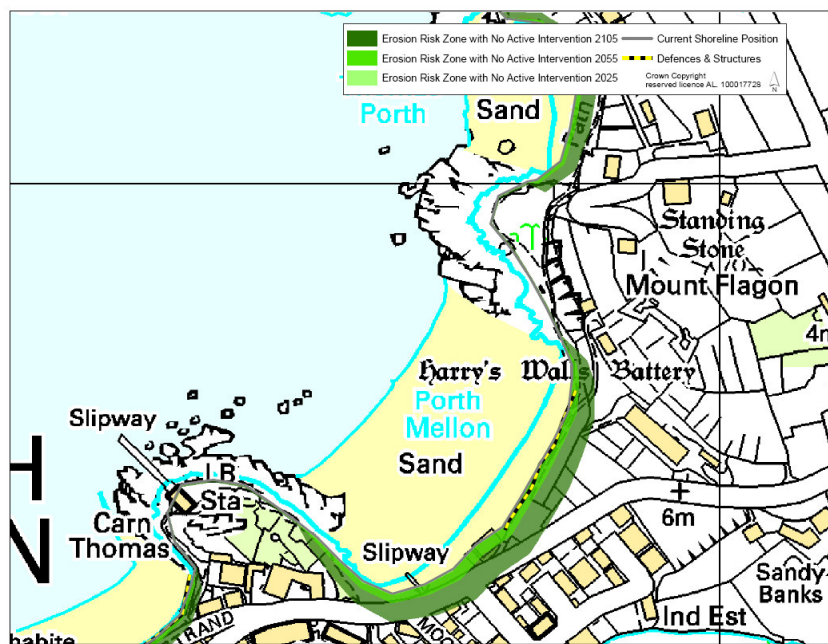 Erosion Risk Zone with No Active Intervention 2105
Current Shoreline Position
Erosion Risk Zone with No Active Intervention 2055
Defences & Structures
Erosion Risk Zone with No Active Intervention 2025
Crown Copyright
reserved licence AL. 100017728
N
Porth
Sand
Path
Standing
Stone
Mount Flagon
4m
Harry's Walls Battery
Porth
Mellon
Sand
Slipway
LB
Sta
Carn
Thomas
H
N
Slipway
6m
Sandy
Banks
Ind Est
STRAND